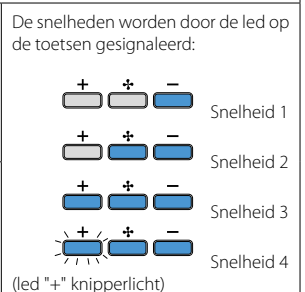 De snelheden worden door de led op
de toetsen gesignaleerd:
+ –
Snelheid 1
+ –
Snelheid 2
+ –
Snelheid 3
+ –
Snelheid 4
(led "+" knipperlicht)